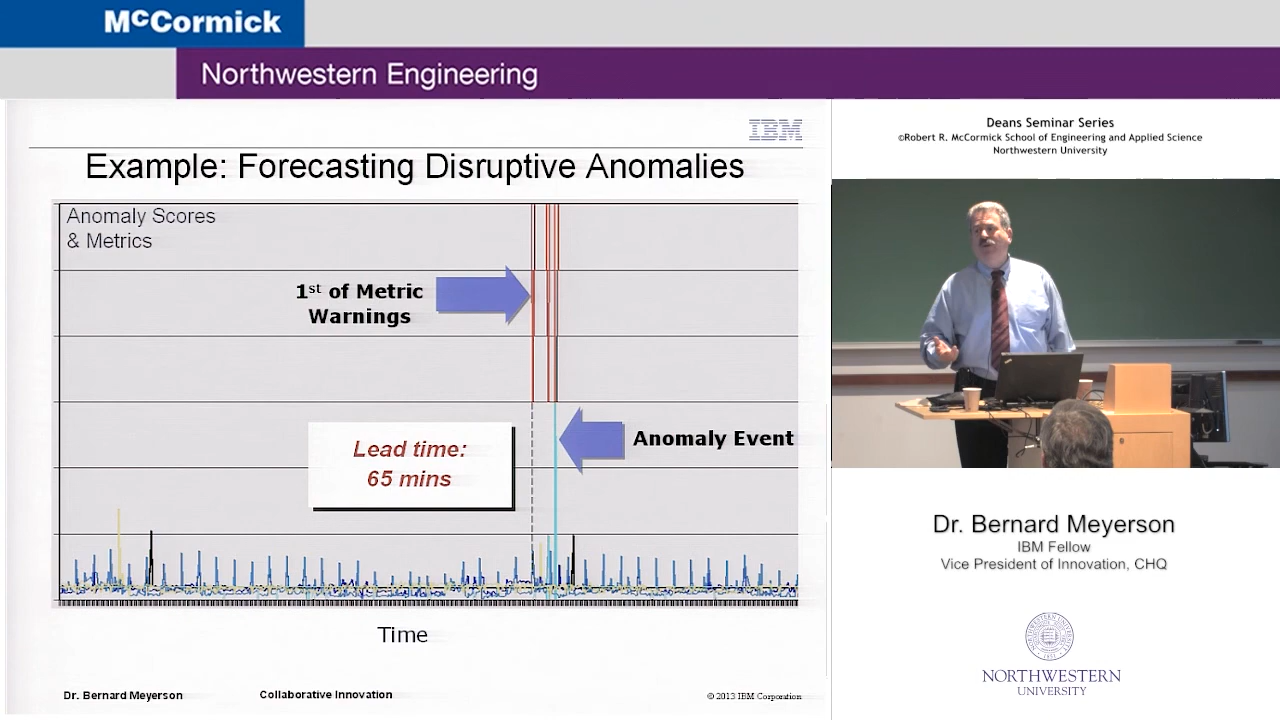 McCormick
Northwestern Engineering
IBM
Example: Forecasting Disruptive Anomalies
Anomaly Scores
& Metrics
1st of Metric
Warnings
Anomaly Event
Lead time:
65 mins
Time
Dr. Bernard Meyerson
Collaborative Innovation
© 2013 IBM Corporation
Deans Seminar Series
©Robert R. McCormick School of Engineering and Applied Science
Northwestern University
Dr. Bernard Meyerson
IBM Fellow
Vice President of Innovation, CHQ
NORTHWESTERN
UNIVERSITY